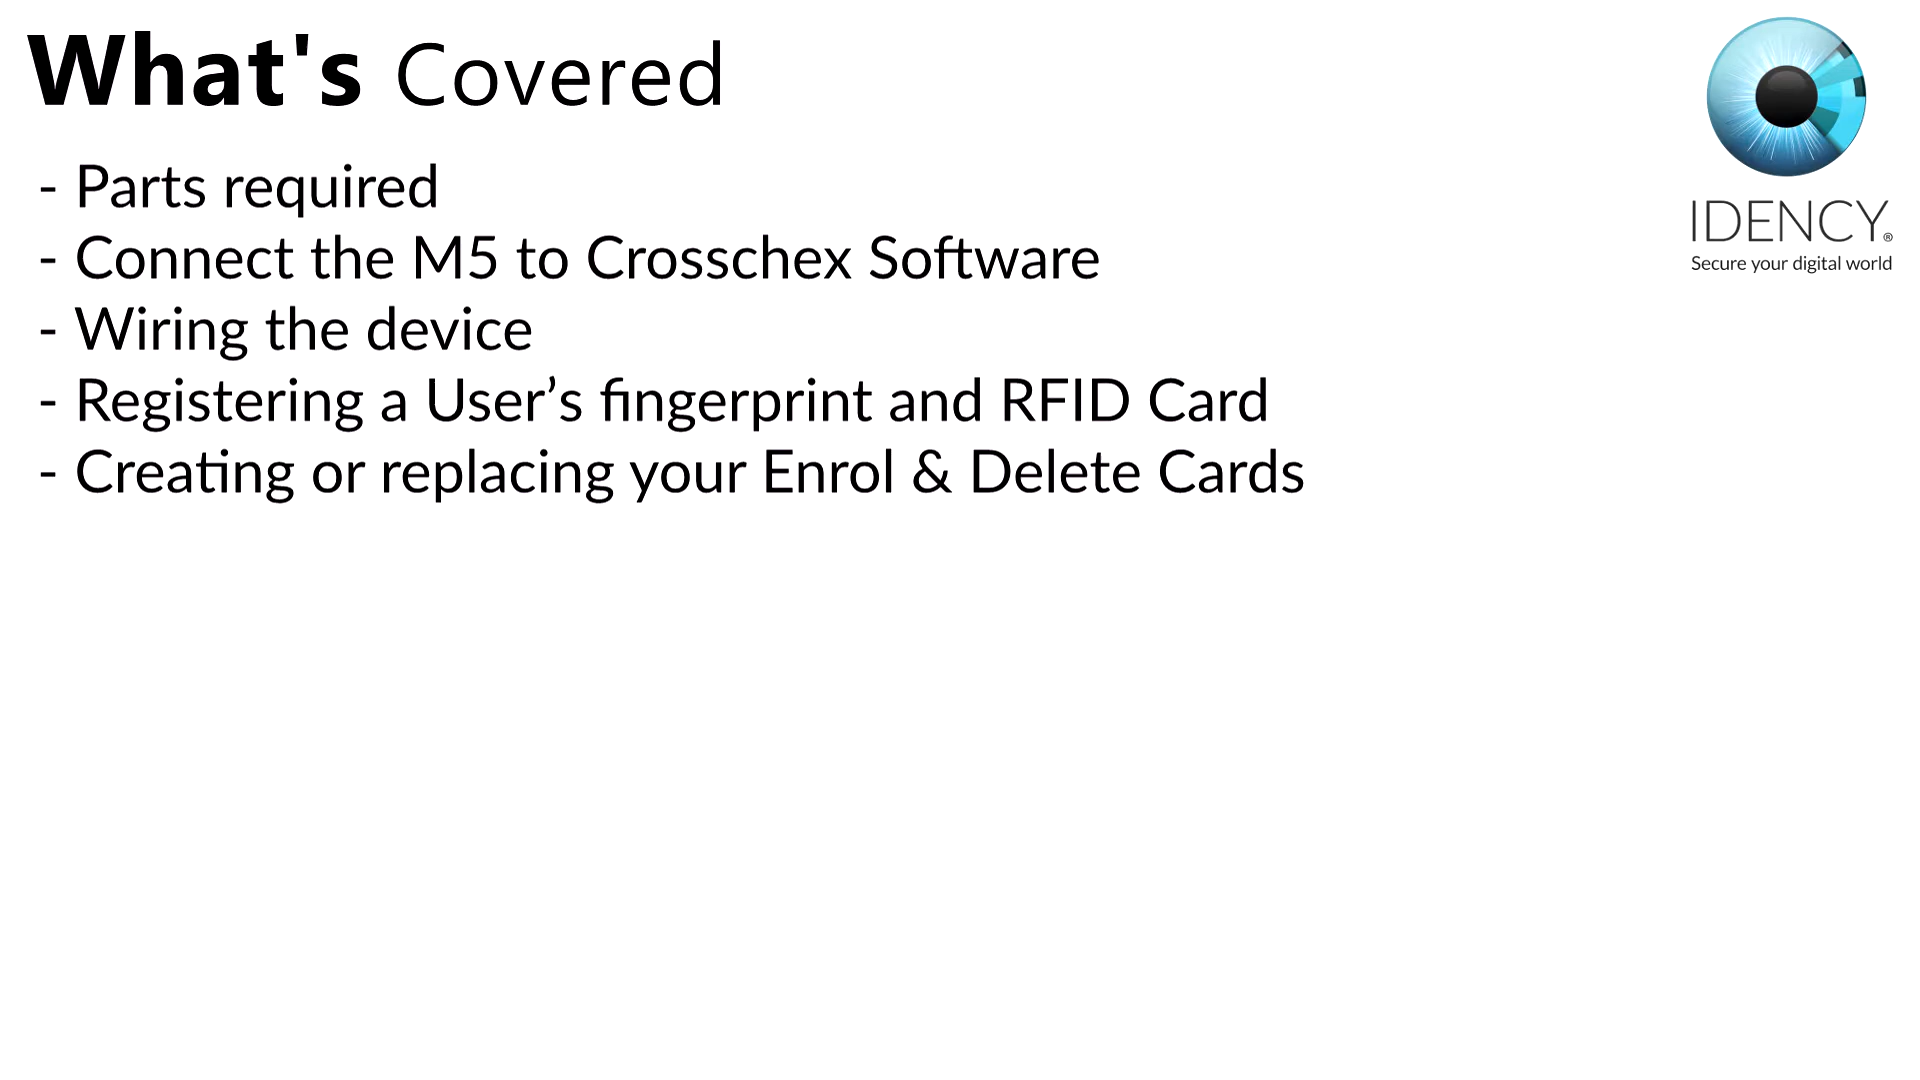 What's Covered
- Parts required
- Connect the M5 to Crosschex Software
- Wiring the device
- Registering a User’s fingerprint and RFID Card
- Creating or replacing your Enrol & Delete Cards
IDENCY®
Secure your digital world